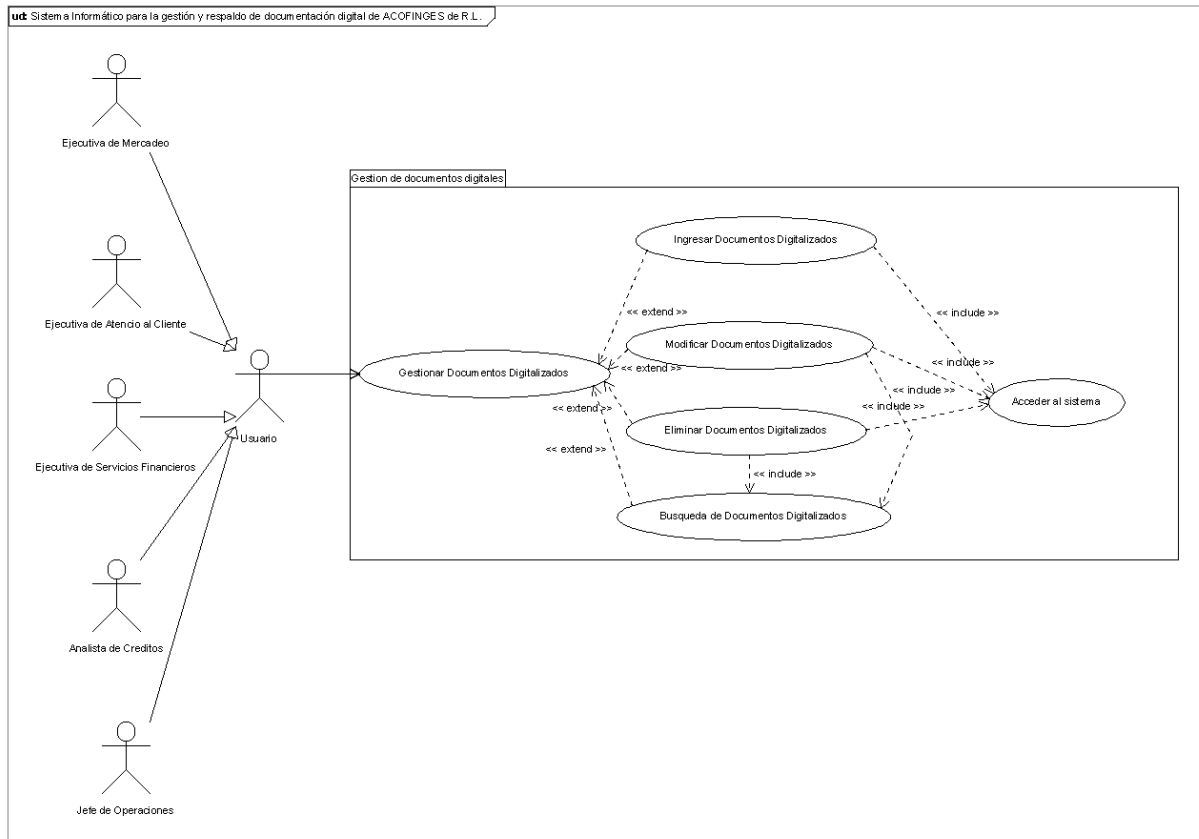 uct Sistema Informático para la gestión y respaldo de documentación digital de ACOFINGES de R.L.
Ejecutiva de Mercadeo
Gestion de documentos digitales
Ingresar Documentos Digitalizados
Ejecutiva de Atencio al Cliente
<< extend >>
<< include >>
Modificar Documentos Digitalizados
<< include >>
Gestionar Documentos Digitalizados
<< extend >>
<< include >>
Acceder al sistema
<< extend >>
<< include >>
Usuario
Eliminar Documentos Digitalizados
<< extend >>
Ejecutiva de Servicios Financieros
<< include >>
Busqueda de Documentos Digitalizados
Analista de Creditos
Jefe de Operaciones